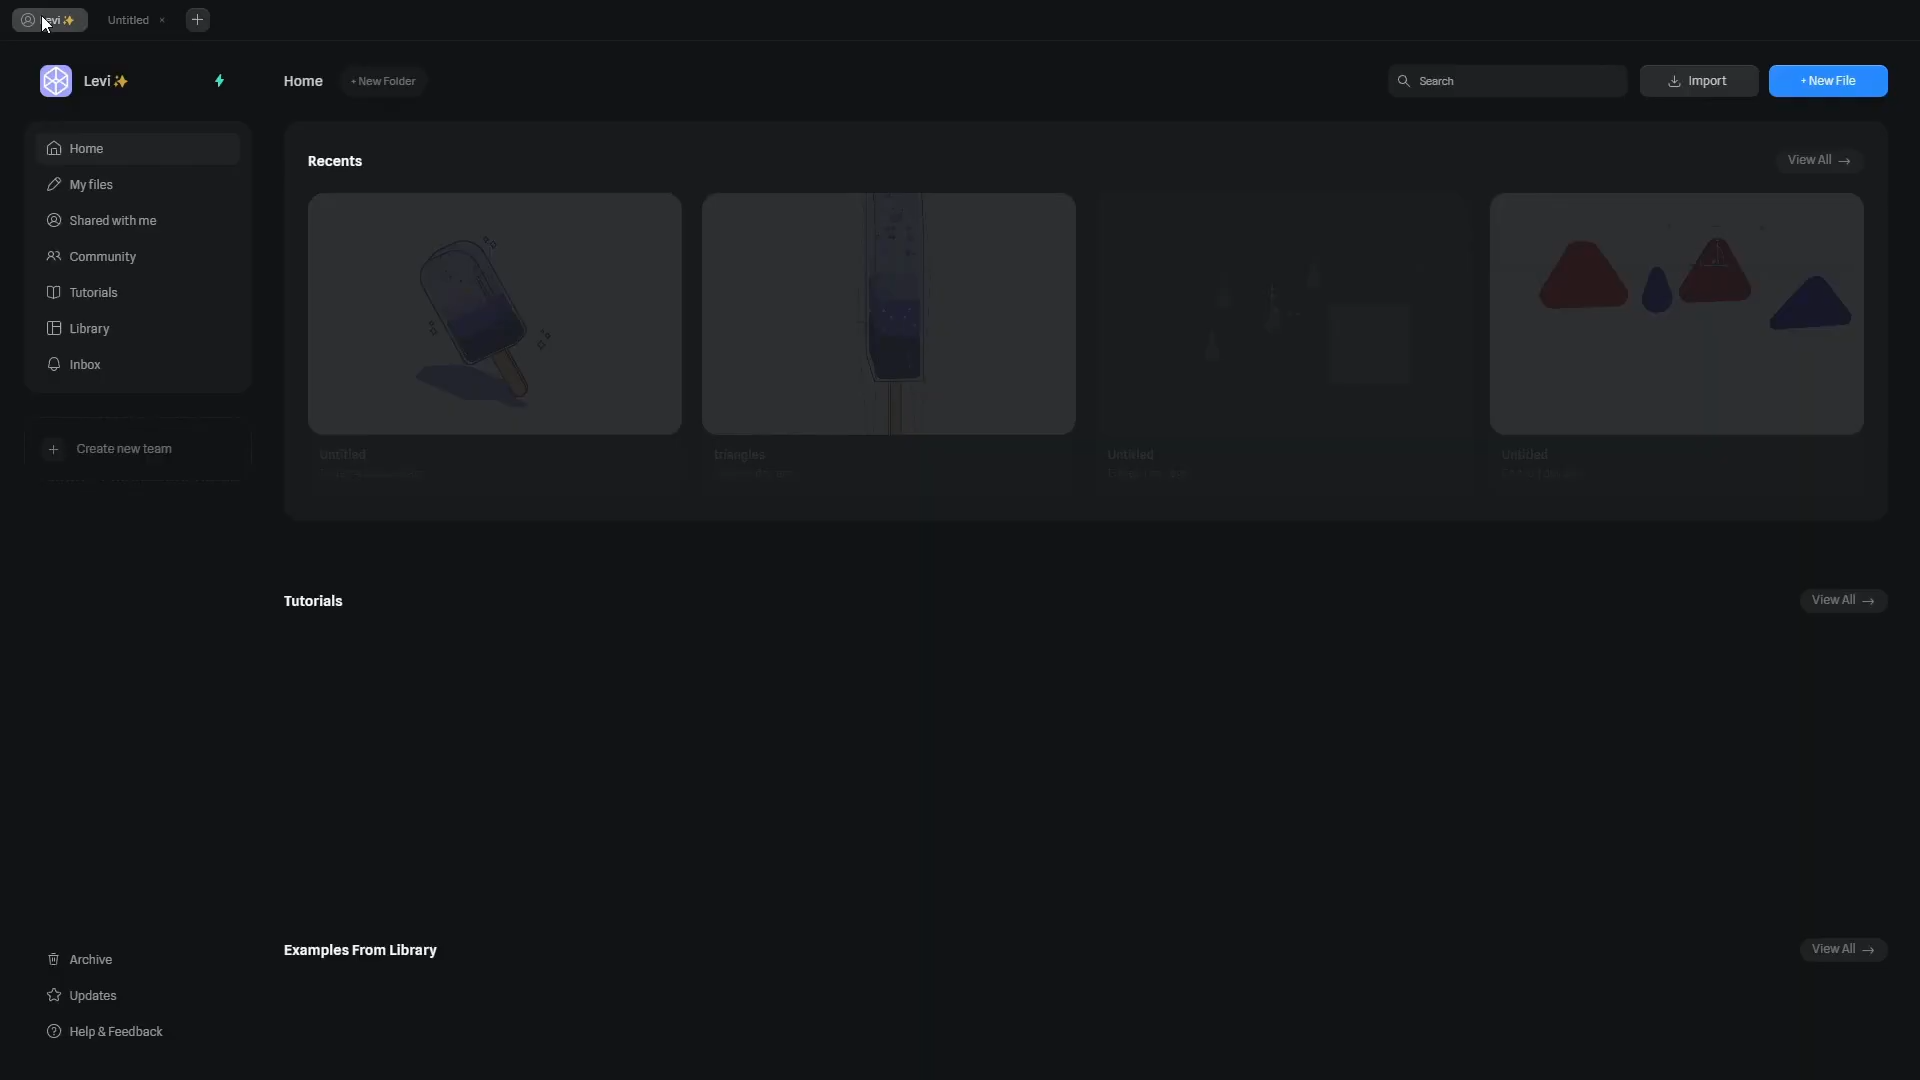 Levi✨
Untitled ×
Levi✨
Home
+ New Folder
Search
Import
+ New File
Home
My files
Shared with me
Community
Tutorials
Library
Inbox
Create new team
Recents
View All →
Untitled
triangles
Untitled
Untitled
Tutorials
View All →
Examples From Library
View All →
Archive
Updates
Help & Feedback